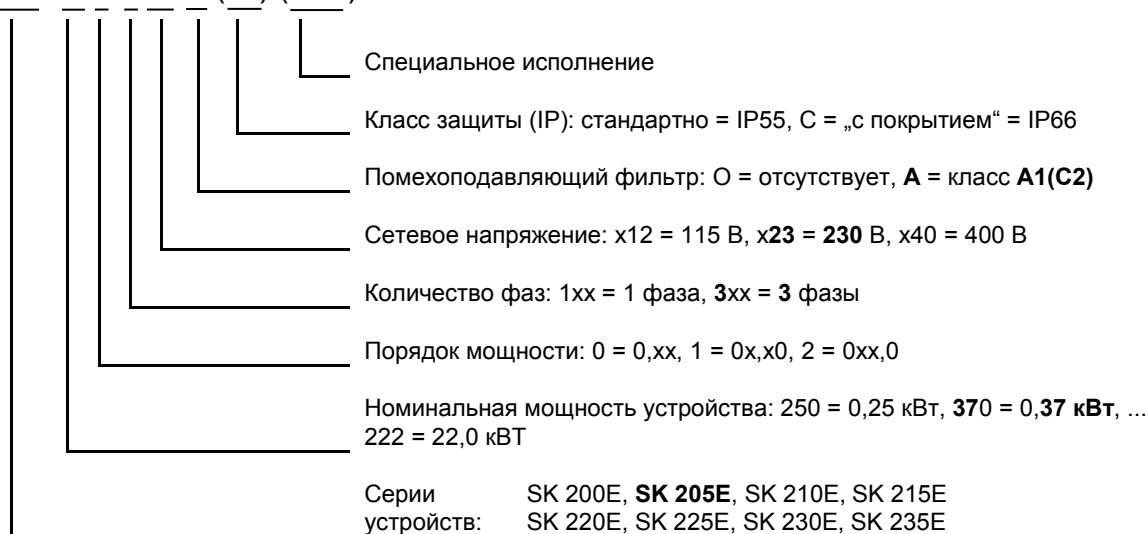 Специальное исполнение
Класс защиты (IP): стандартно = IP55, C = „с покрытием“ = IP66
Помехоподавляющий фильтр: O = отсутствует, A = класс A1(C2)
Сетевое напряжение: x12 = 115 В, x23 = 230 В, x40 = 400 В
Количество фаз: 1xx = 1 фаза, 3xx = 3 фазы
Порядок мощности: 0 = 0,xx, 1 = 0x,x0, 2 = 0xx,0
Номинальная мощность устройства: 250 = 0,25 кВт, 370 = 0,37 кВт, ...
222 = 22,0 кВТ
Серии SK 200E, SK 205E, SK 210E, SK 215E
устройств: SK 220E, SK 225E, SK 230E, SK 235E